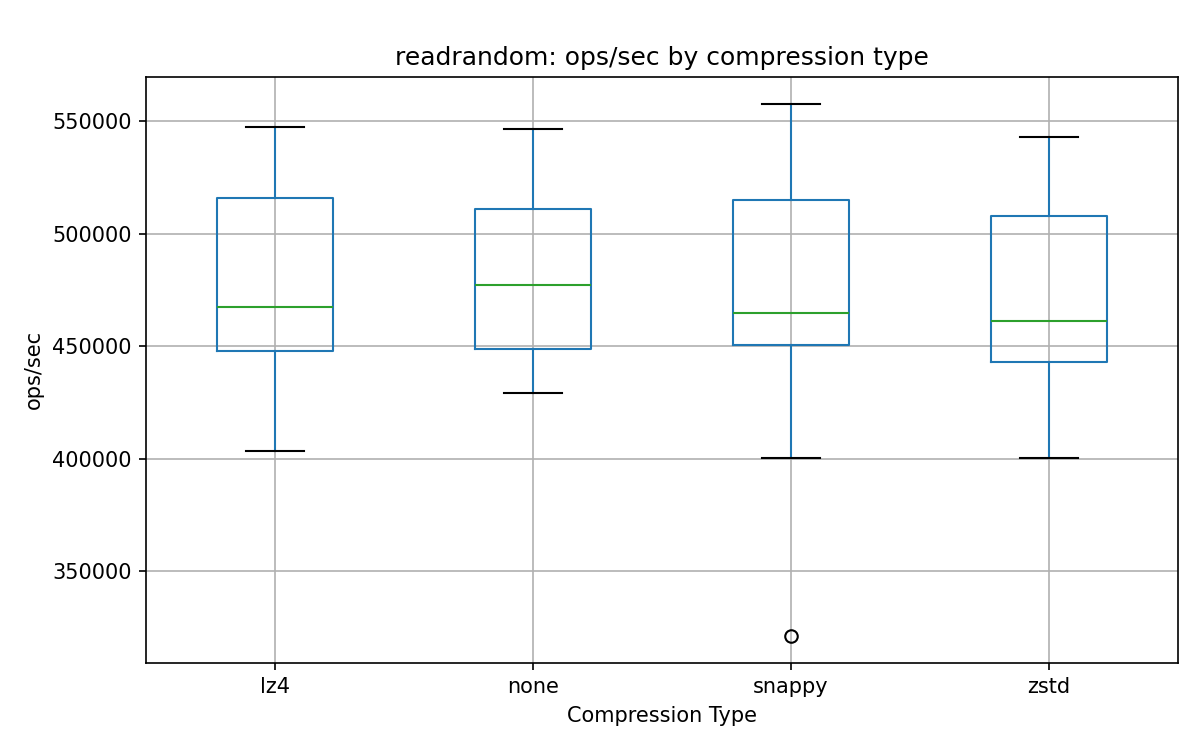 readrandom: ops/sec by compression type
550000
500000
450000
400000
350000
ops/sec
lz4 none snappy zstd
Compression Type